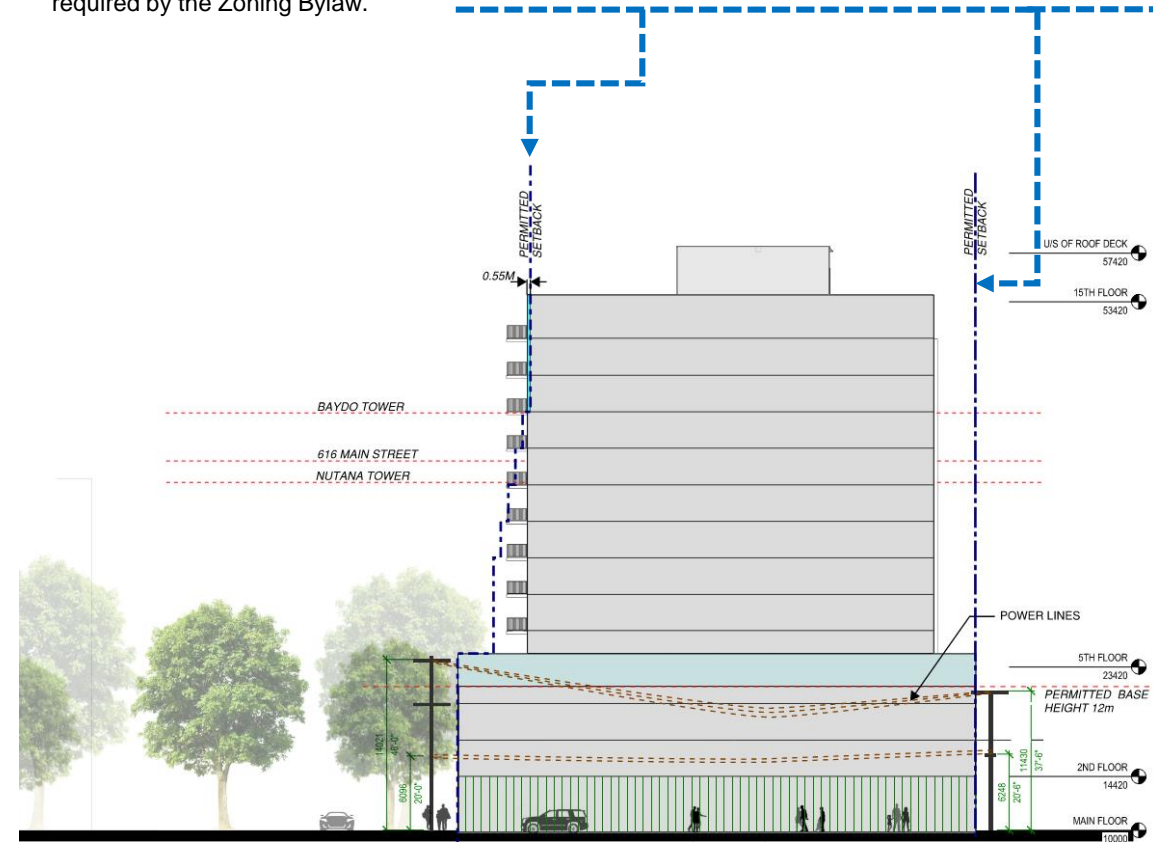 required by the Zoning Bylaw.
PERMITTED
SETBACK
PERMITTED
SETBACK
U/S OF ROOF DECK
57420
0.55M
15TH FLOOR
53420
BAYDO TOWER
616 MAIN STREET
NUTANA TOWER
POWER LINES
5TH FLOOR
23420
PERMITTED BASE
HEIGHT 12m
14021
46'-0"
11430
37'-6"
6096
20'-0"
6248
20'-6"
2ND FLOOR
14420
MAIN FLOOR
10000